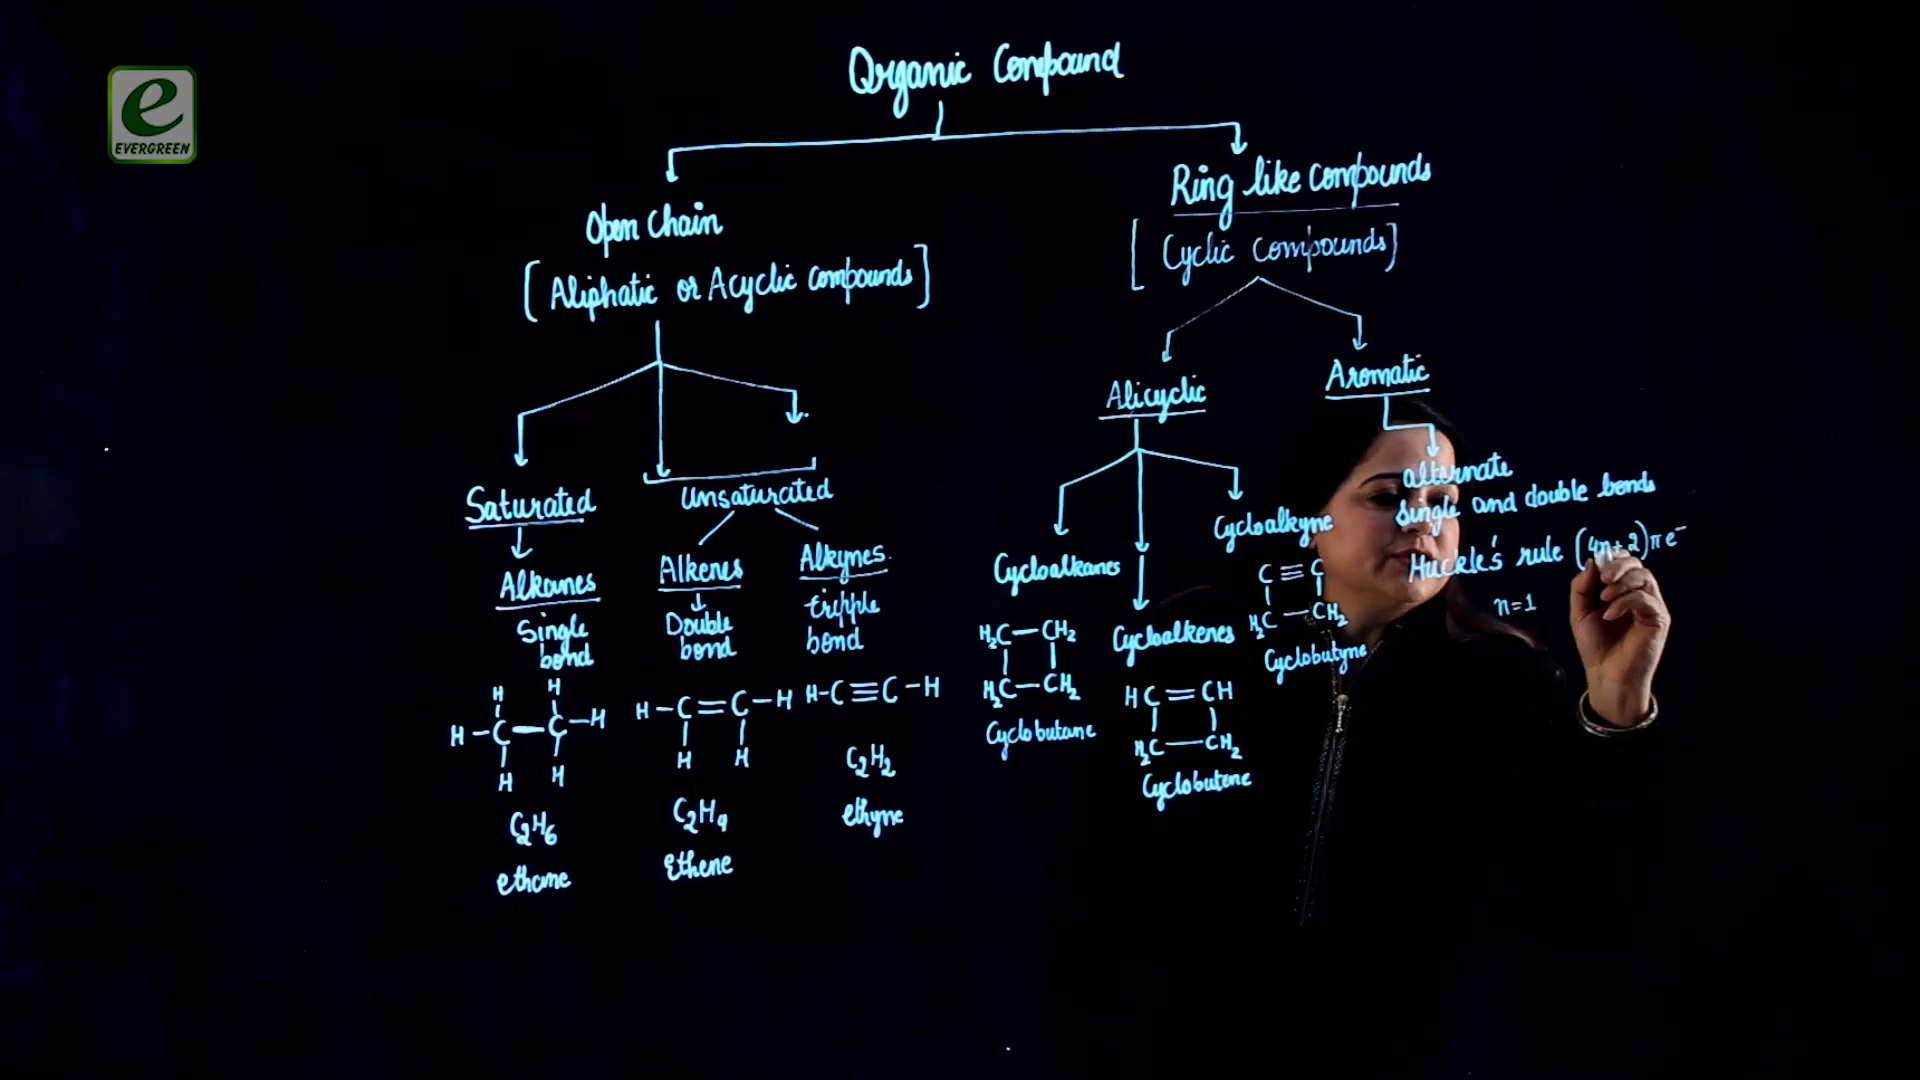 Organic Compound
e
EVERGREEN
Open Chain
[Aliphatic or Acyclic compounds]
Ring like compounds
[Cyclic compounds]
Saturated
Unsaturated
Alkanes
Single
bond
Alkenes
Double
bond
Alkynes.
tripple
bond
H H
H-C-C-H
H H
C2H6
ethane
H-C=C-H
H H
C2H4
Ethene
H-C≡C-H
C2H2
ethyne
Alicyclic
Aromatic
Cycloalkanes
H2C-CH2
H2C-CH2
Cyclobutane
Cycloalkenes
HC=CH
H2C-CH2
Cyclobutene
Cycloalkyne
C≡C
H2C-CH2
Cyclobutyne
alternate
Single and double bonds
Huckle's rule (4n+2)πe-
n=1